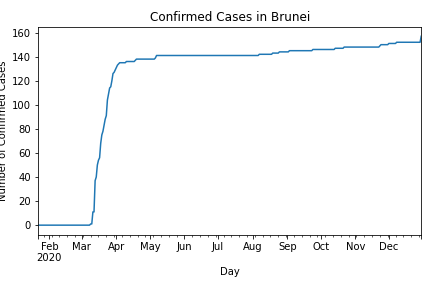 Confirmed Cases in Brunei
160
140
120
100
80
60
40
20
0
Number of Confirmed Cases
Feb Mar Apr May Jun Jul Aug Sep Oct Nov Dec
2020
Day